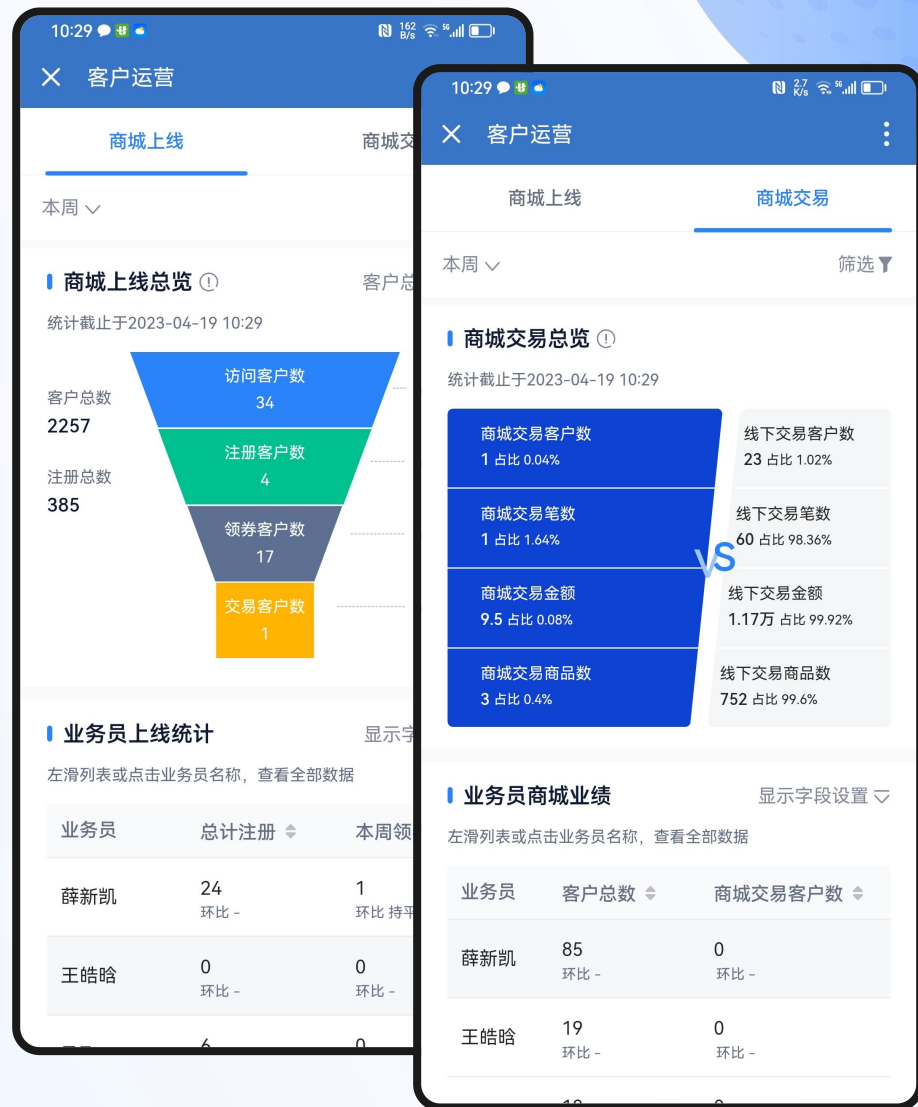 10:29
162 B/s
5G
客户运营
商城上线
商城交
本周
商城上线总览
客户总
统计截止于2023-04-19 10:29
客户总数
2257
注册总数
385
访问客户数
34
注册客户数
4
领券客户数
17
交易客户数
1
业务员上线统计
显示字
左滑列表或点击业务员名称，查看全部数据
业务员 总计注册 本周领
薛新凯 24 1
环比 - 环比 持平
王皓晗 0 0
环比 - 环比 -
10:29
2.7 K/s
5G
客户运营
商城上线
商城交易
本周
筛选
商城交易总览
统计截止于2023-04-19 10:29
商城交易客户数
1 占比 0.04%
线下交易客户数
23 占比 1.02%
商城交易笔数
1 占比 1.64%
线下交易笔数
60 占比 98.36%
VS
商城交易金额
9.5 占比 0.08%
线下交易金额
1.17万 占比 99.92%
商城交易商品数
3 占比 0.4%
线下交易商品数
752 占比 99.6%
业务员商城业绩
显示字段设置
左滑列表或点击业务员名称，查看全部数据
业务员 客户总数 商城交易客户数
薛新凯 85 0
环比 - 环比 -
王皓晗 19 0
环比 - 环比 -